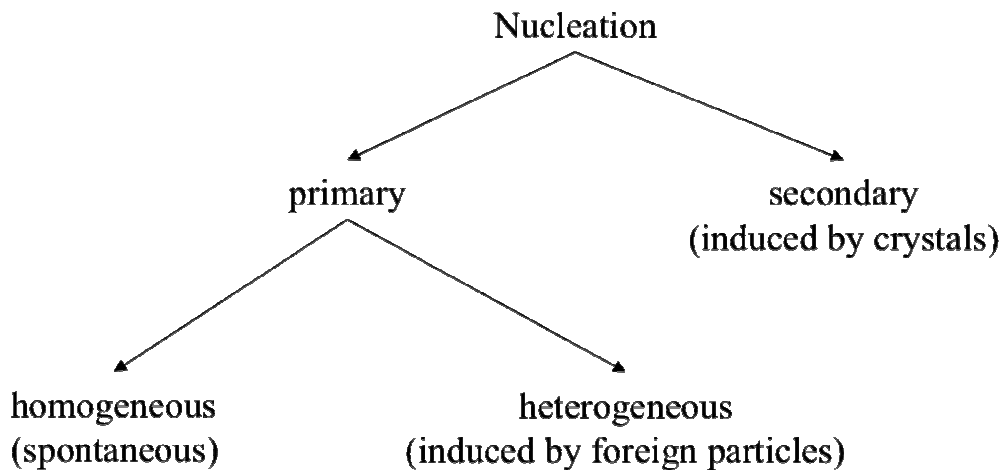 Nucleation
primary
secondary
(induced by crystals)
homogeneous
(spontaneous)
heterogeneous
(induced by foreign particles)